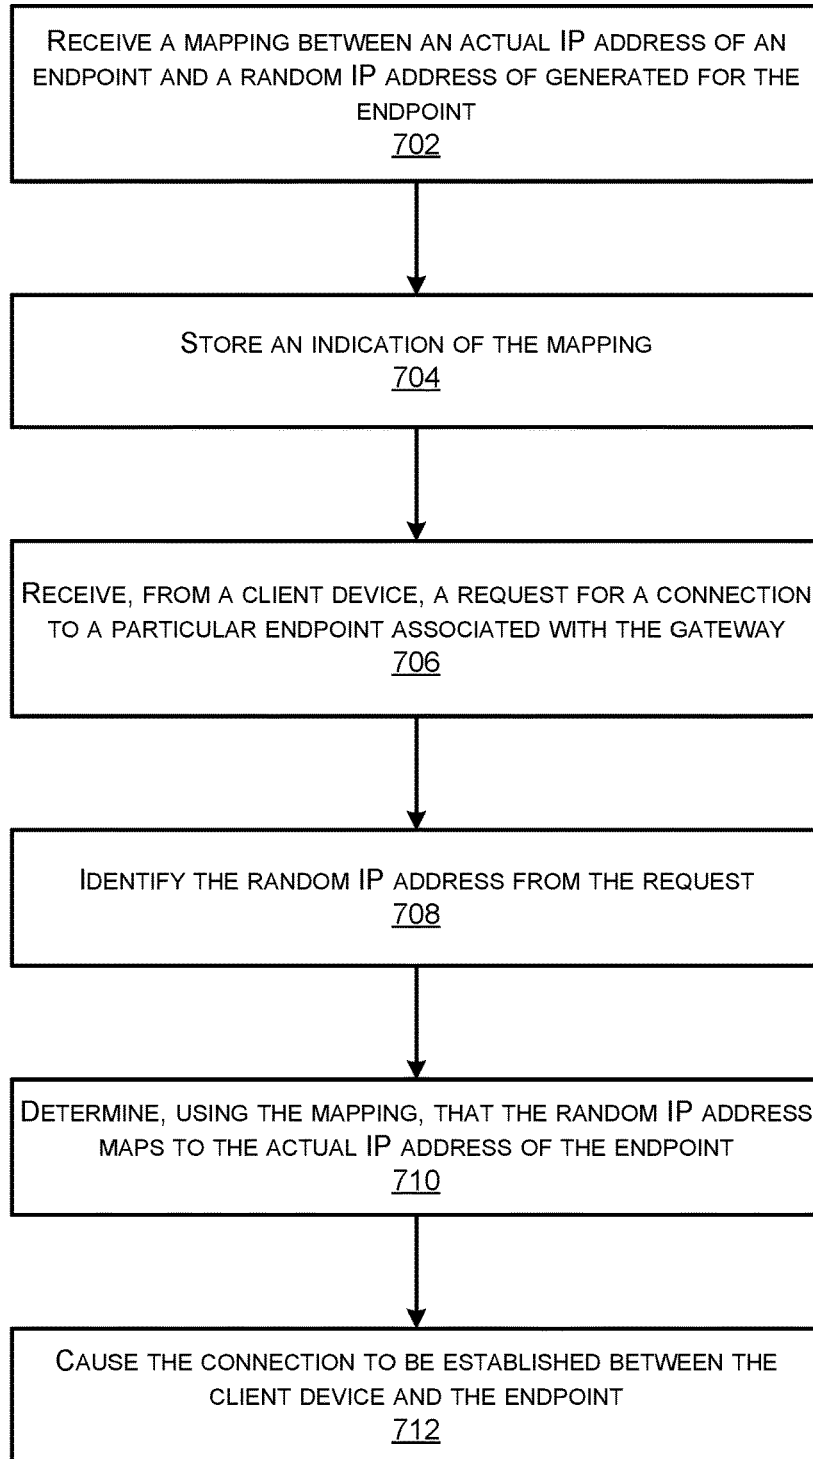 RECEIVE A MAPPING BETWEEN AN ACTUAL IP ADDRESS OF AN
ENDPOINT AND A RANDOM IP ADDRESS OF GENERATED FOR THE
ENDPOINT
702
STORE AN INDICATION OF THE MAPPING
704
RECEIVE, FROM A CLIENT DEVICE, A REQUEST FOR A CONNECTION
TO A PARTICULAR ENDPOINT ASSOCIATED WITH THE GATEWAY
706
IDENTIFY THE RANDOM IP ADDRESS FROM THE REQUEST
708
DETERMINE, USING THE MAPPING, THAT THE RANDOM IP ADDRESS
MAPS TO THE ACTUAL IP ADDRESS OF THE ENDPOINT
710
CAUSE THE CONNECTION TO BE ESTABLISHED BETWEEN THE
CLIENT DEVICE AND THE ENDPOINT
712